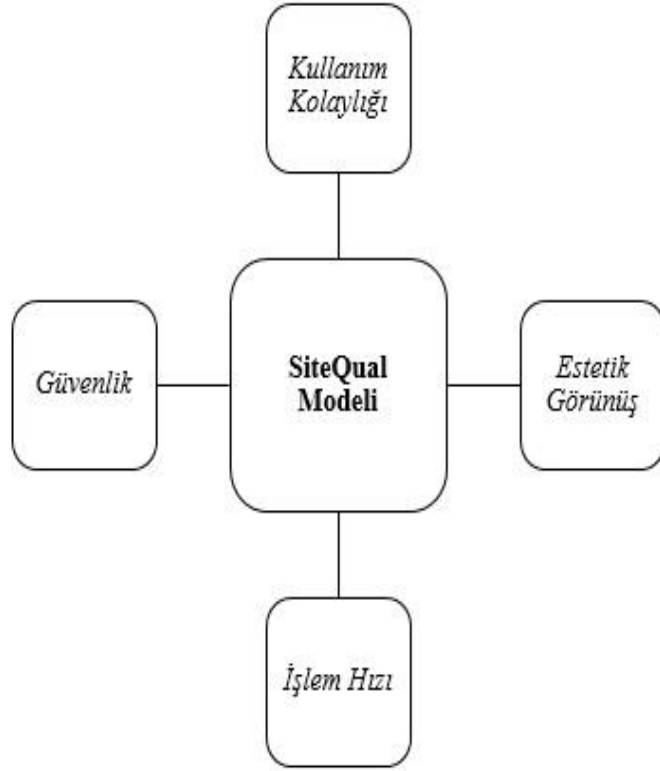 Kullanım
Kolaylığı
Güvenlik
SiteQual
Modeli
Estetik
Görünüş
İşlem Hızı